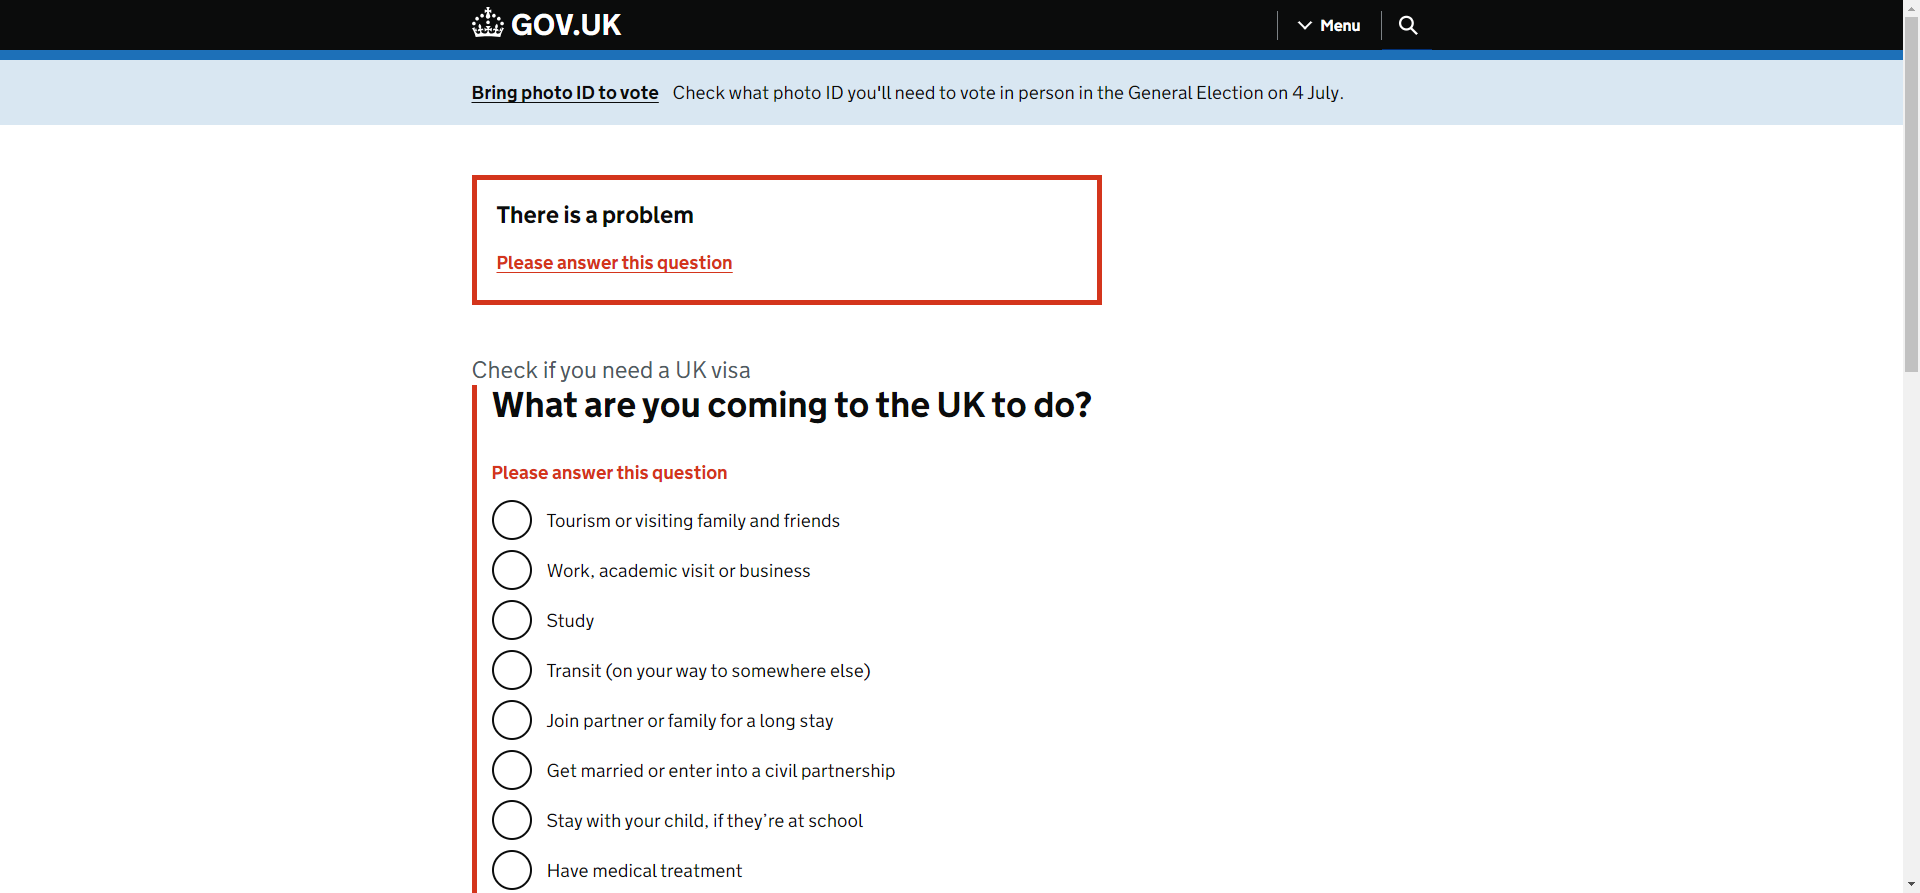 GOV.UK
Menu
Bring photo ID to vote Check what photo ID you'll need to vote in person in the General Election on 4 July.
There is a problem
Please answer this question
Check if you need a UK visa
What are you coming to the UK to do?
Please answer this question
Tourism or visiting family and friends
Work, academic visit or business
Study
Transit (on your way to somewhere else)
Join partner or family for a long stay
Get married or enter into a civil partnership
Stay with your child, if they’re at school
Have medical treatment